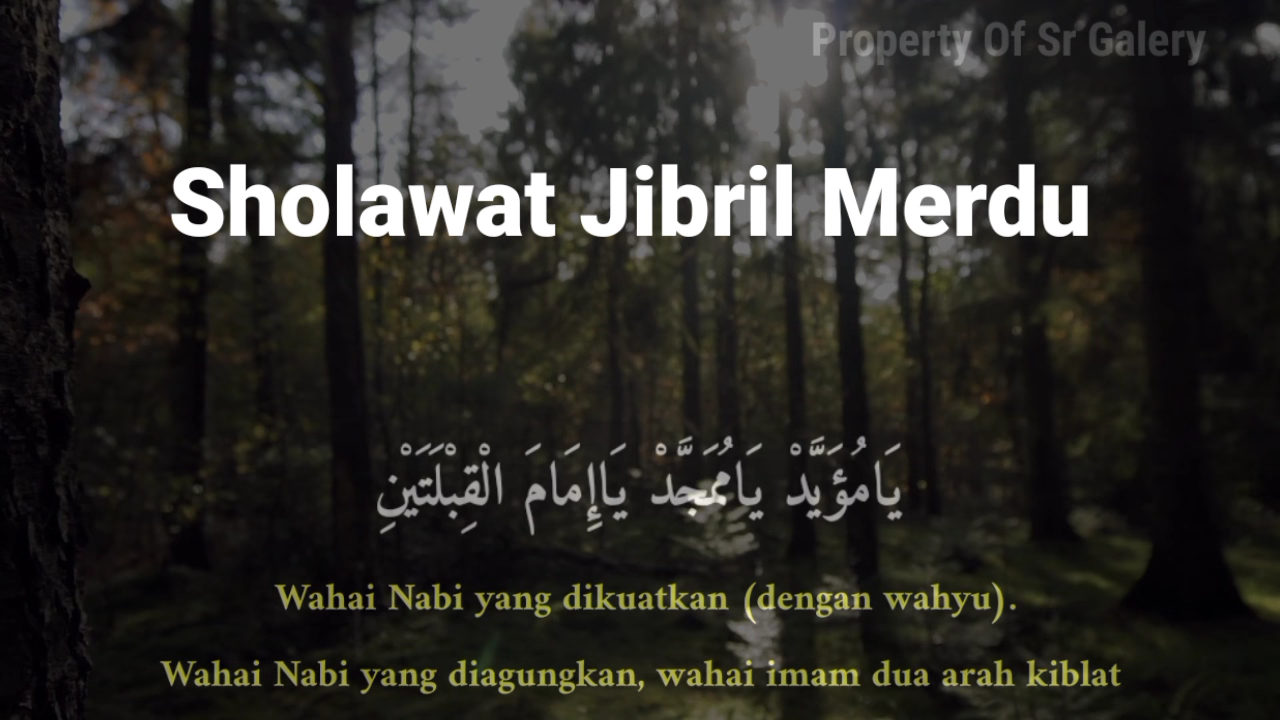 Property Of Sr Galery
Sholawat Jibril Merdu
يَامُؤَيَّدْ يَامُمَجَّدْ يَاإِمَامَ الْقِبْلَتَيْنِ
Wahai Nabi yang dikuatkan (dengan wahyu).
Wahai Nabi yang diagungkan, wahai imam dua arah kiblat